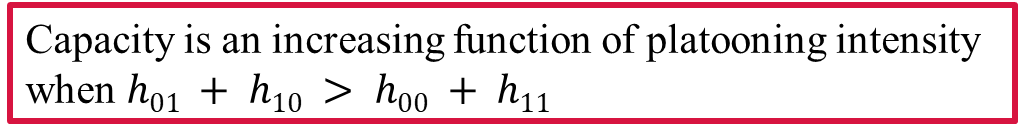 Capacity is an increasing function of platooning intensity
when h₀₁ + h₁₀ > h₀₀ + h₁₁